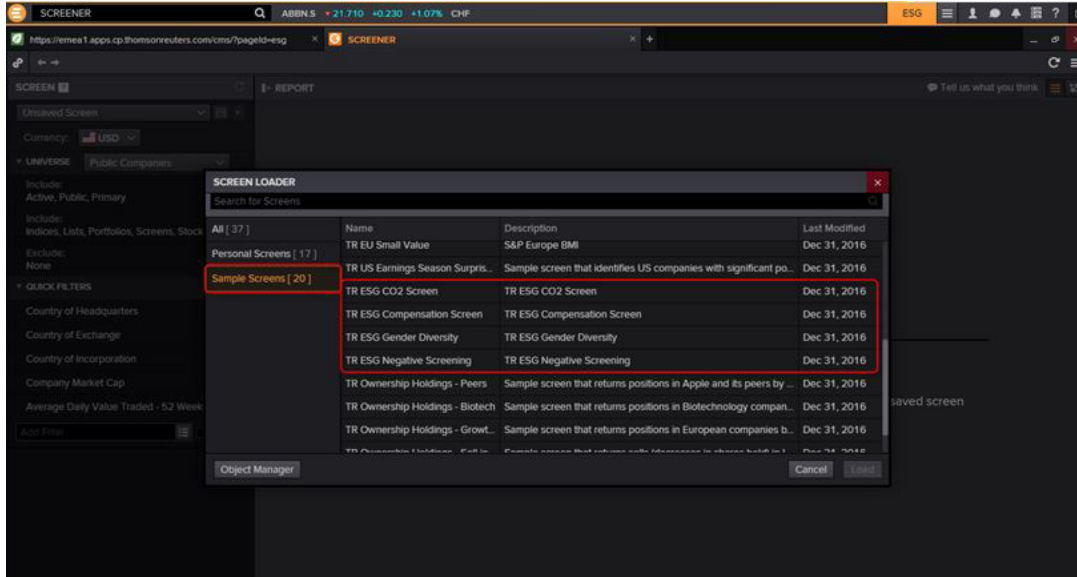 SCREENER
ABBN.S 21.710 +0.230 +1.07% CHF
ESG
https://emea1.apps.cp.thomsonreuters.com/cms/?pageId=esg
SCREENER
SCREEN
REPORT
Tell us what you think
Unsaved Screen
Currency: USD
UNIVERSE Public Companies
Include:
Active, Public, Primary
Include:
Indices, Lists, Portfolios, Screens, Stock
Exclude:
None
QUICK FILTERS
Country of Headquarters
Country of Exchange
Country of Incorporation
Company Market Cap
Average Daily Value Traded - 52 Week
Add Filter
SCREEN LOADER
Search for Screens
All [ 37 ]
Personal Screens [ 17 ]
Sample Screens [ 20 ]
Name Description Last Modified
TR EU Small Value S&P Europe BMI Dec 31, 2016
TR US Earnings Season Surpris... Sample screen that identifies US companies with significant po... Dec 31, 2016
TR ESG CO2 Screen TR ESG CO2 Screen Dec 31, 2016
TR ESG Compensation Screen TR ESG Compensation Screen Dec 31, 2016
TR ESG Gender Diversity TR ESG Gender Diversity Dec 31, 2016
TR ESG Negative Screening TR ESG Negative Screening Dec 31, 2016
TR Ownership Holdings - Peers Sample screen that returns positions in Apple and its peers by ... Dec 31, 2016
TR Ownership Holdings - Biotech Sample screen that returns positions in Biotechnology compan... Dec 31, 2016
TR Ownership Holdings - Growt... Sample screen that returns positions in European companies b... Dec 31, 2016
Object Manager
Cancel
Load
saved screen